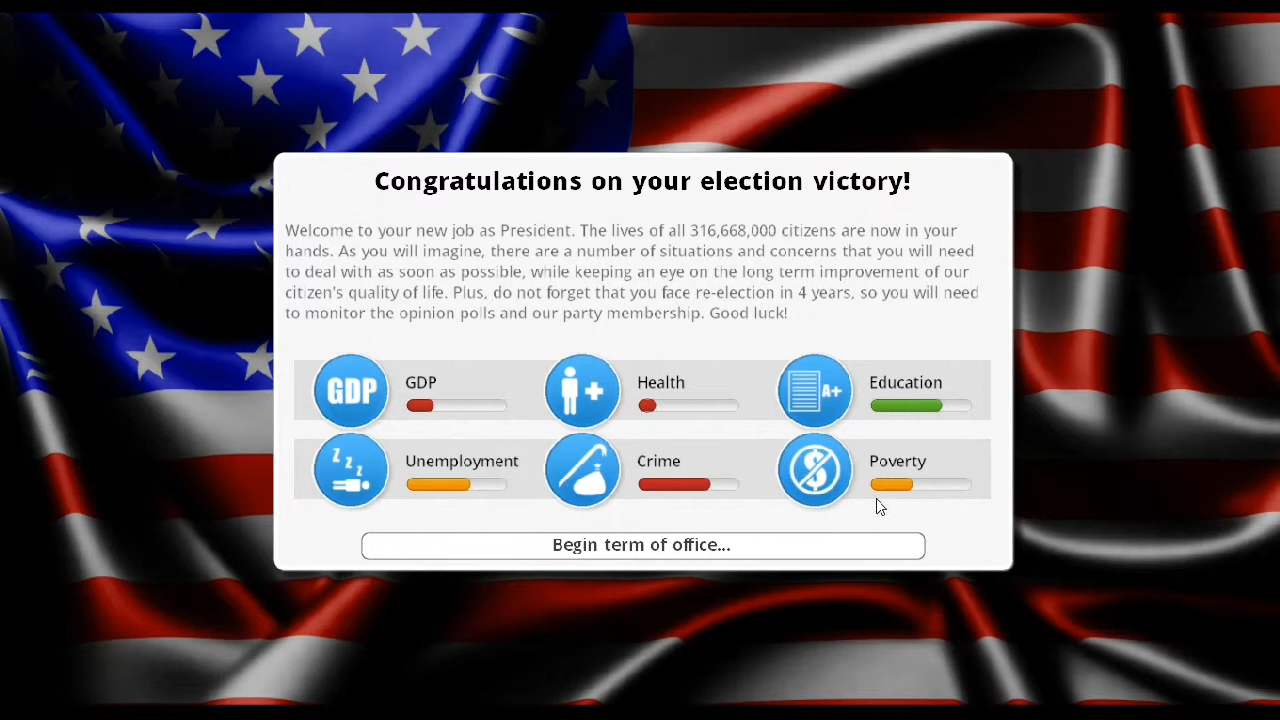 Congratulations on your election victory!
Welcome to your new job as President. The lives of all 316,668,000 citizens are now in your
hands. As you will imagine, there are a number of situations and concerns that you will need
to deal with as soon as possible, while keeping an eye on the long term improvement of our
citizen's quality of life. Plus, do not forget that you face re-election in 4 years, so you will need
to monitor the opinion polls and our party membership. Good luck!
GDP GDP Health A+ Education
Z Z Z Unemployment Crime $ Poverty
Begin term of office...